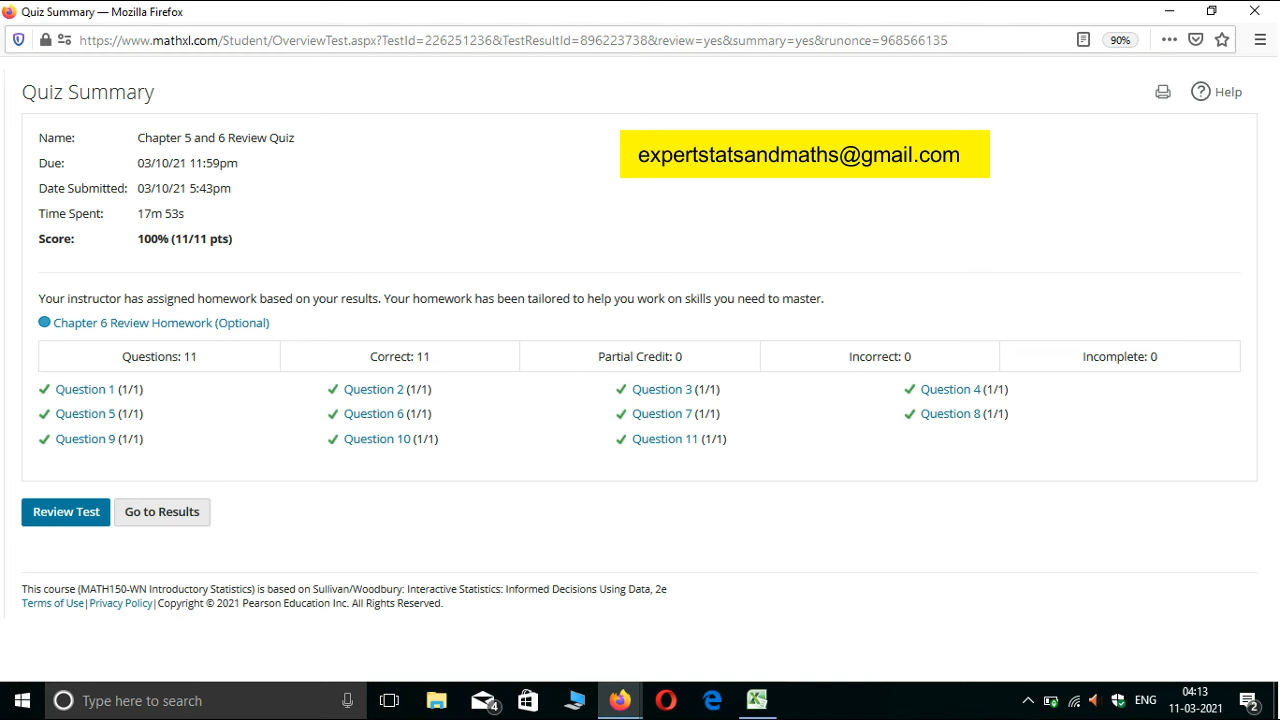 Quiz Summary — Mozilla Firefox
https://www.mathxl.com/Student/OverviewTest.aspx?TestId=226251236&TestResultId=896223738&review=yes&summary=yes&runonce=968566135
90%
Quiz Summary
Help
Name: Chapter 5 and 6 Review Quiz
expertstatsandmaths@gmail.com
Due: 03/10/21 11:59pm
Date Submitted: 03/10/21 5:43pm
Time Spent: 17m 53s
Score: 100% (11/11 pts)
Your instructor has assigned homework based on your results. Your homework has been tailored to help you work on skills you need to master.
Chapter 6 Review Homework (Optional)
Questions: 11 Correct: 11 Partial Credit: 0 Incorrect: 0 Incomplete: 0
Question 1 (1/1) Question 2 (1/1) Question 3 (1/1) Question 4 (1/1)
Question 5 (1/1) Question 6 (1/1) Question 7 (1/1) Question 8 (1/1)
Question 9 (1/1) Question 10 (1/1) Question 11 (1/1)
Review Test Go to Results
This course (MATH150-WN Introductory Statistics) is based on Sullivan/Woodbury: Interactive Statistics: Informed Decisions Using Data, 2e
Terms of Use|Privacy Policy|Copyright © 2021 Pearson Education Inc. All Rights Reserved.
Type here to search
4
ENG
04:13
11-03-2021
2